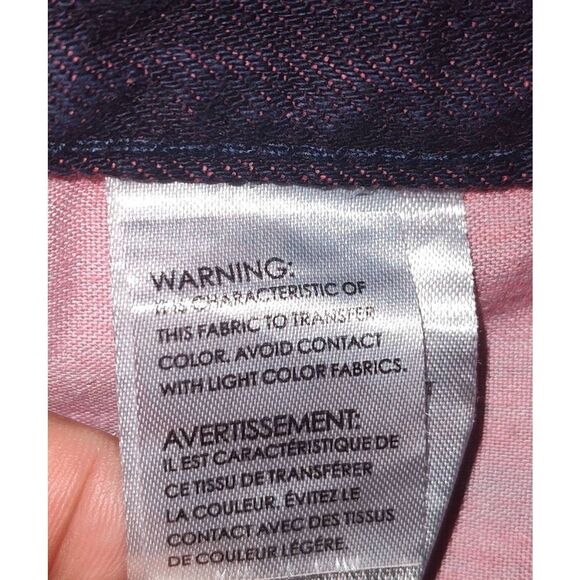 WARNING:
IT IS CHARACTERISTIC OF
THIS FABRIC TO TRANSFER
COLOR. AVOID CONTACT
WITH LIGHT COLOR FABRICS.
AVERTISSEMENT:
IL EST CARACTÉRISTIQUE DE
CE TISSU DE TRANSFÉRER
LA COULEUR. ÉVITEZ LE
CONTACT AVEC DES TISSUS
DE COULEUR LÉGÈRE.